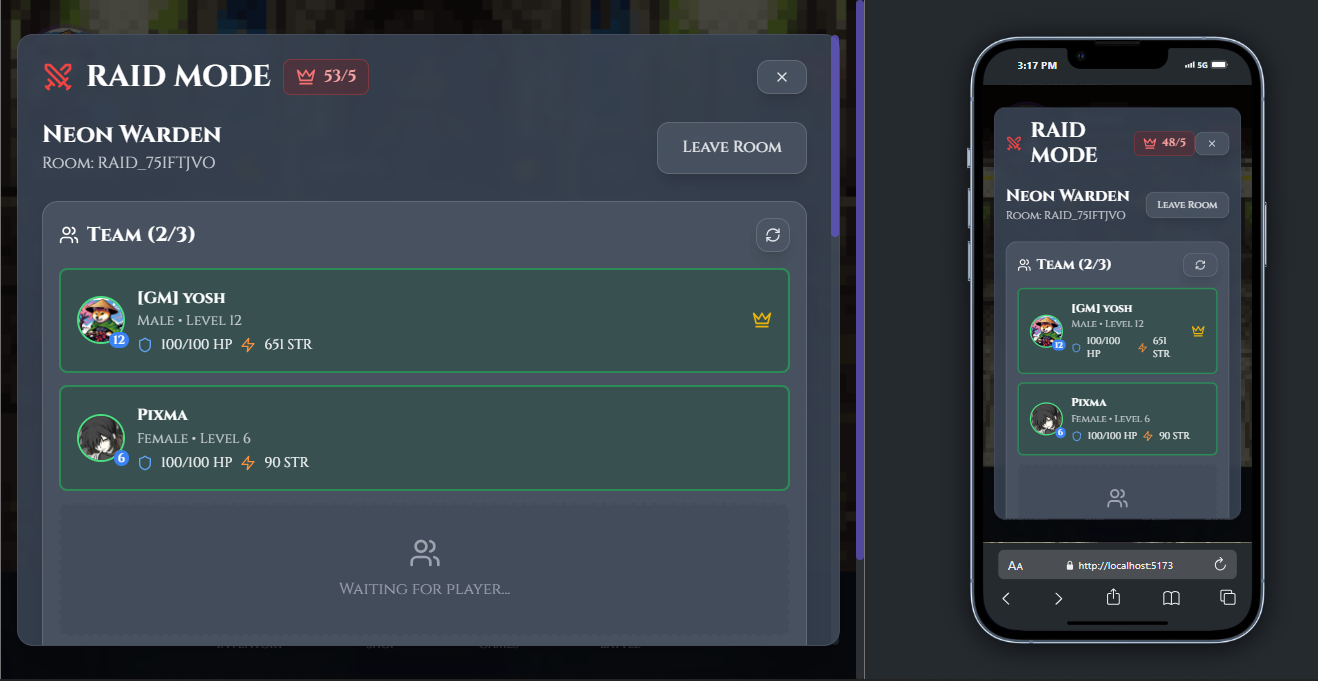 RAID MODE
53/5
Neon Warden
Room: RAID_751FTJVO
Leave Room
Team (2/3)
[GM] yosh
Male • Level 12
12
100/100 HP
651 STR
Pixma
Female • Level 6
6
100/100 HP
90 STR
Waiting for player...
3:17 PM
5G
RAID
MODE
48/5
Neon Warden
Room: RAID_751FTJVO
Leave Room
Team (2/3)
[GM] yosh
Male • Level 12
12
100/100
HP
651
STR
Pixma
Female • Level 6
6
100/100 HP
90 STR
AA
http://localhost:5173